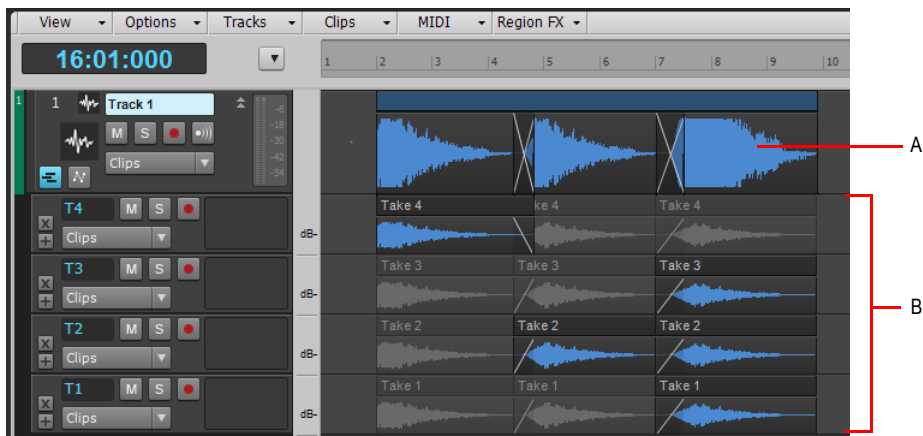 View Options Tracks Clips MIDI Region FX
16:01:000
1 2 3 4 5 6 7 8 9 10
1 1 Track 1
-6
M S -18
-30
Clips -42
-54
A
T4 M S Take 4 ke 4 Take 4
X
+ Clips dB-
T3 M S Take 3 Take 3 Take 3
X
+ Clips dB-
B
T2 M S Take 2 Take 2 Take 2
X
+ Clips dB-
T1 M S Take 1 Take 1 Take 1
X
+ Clips dB-